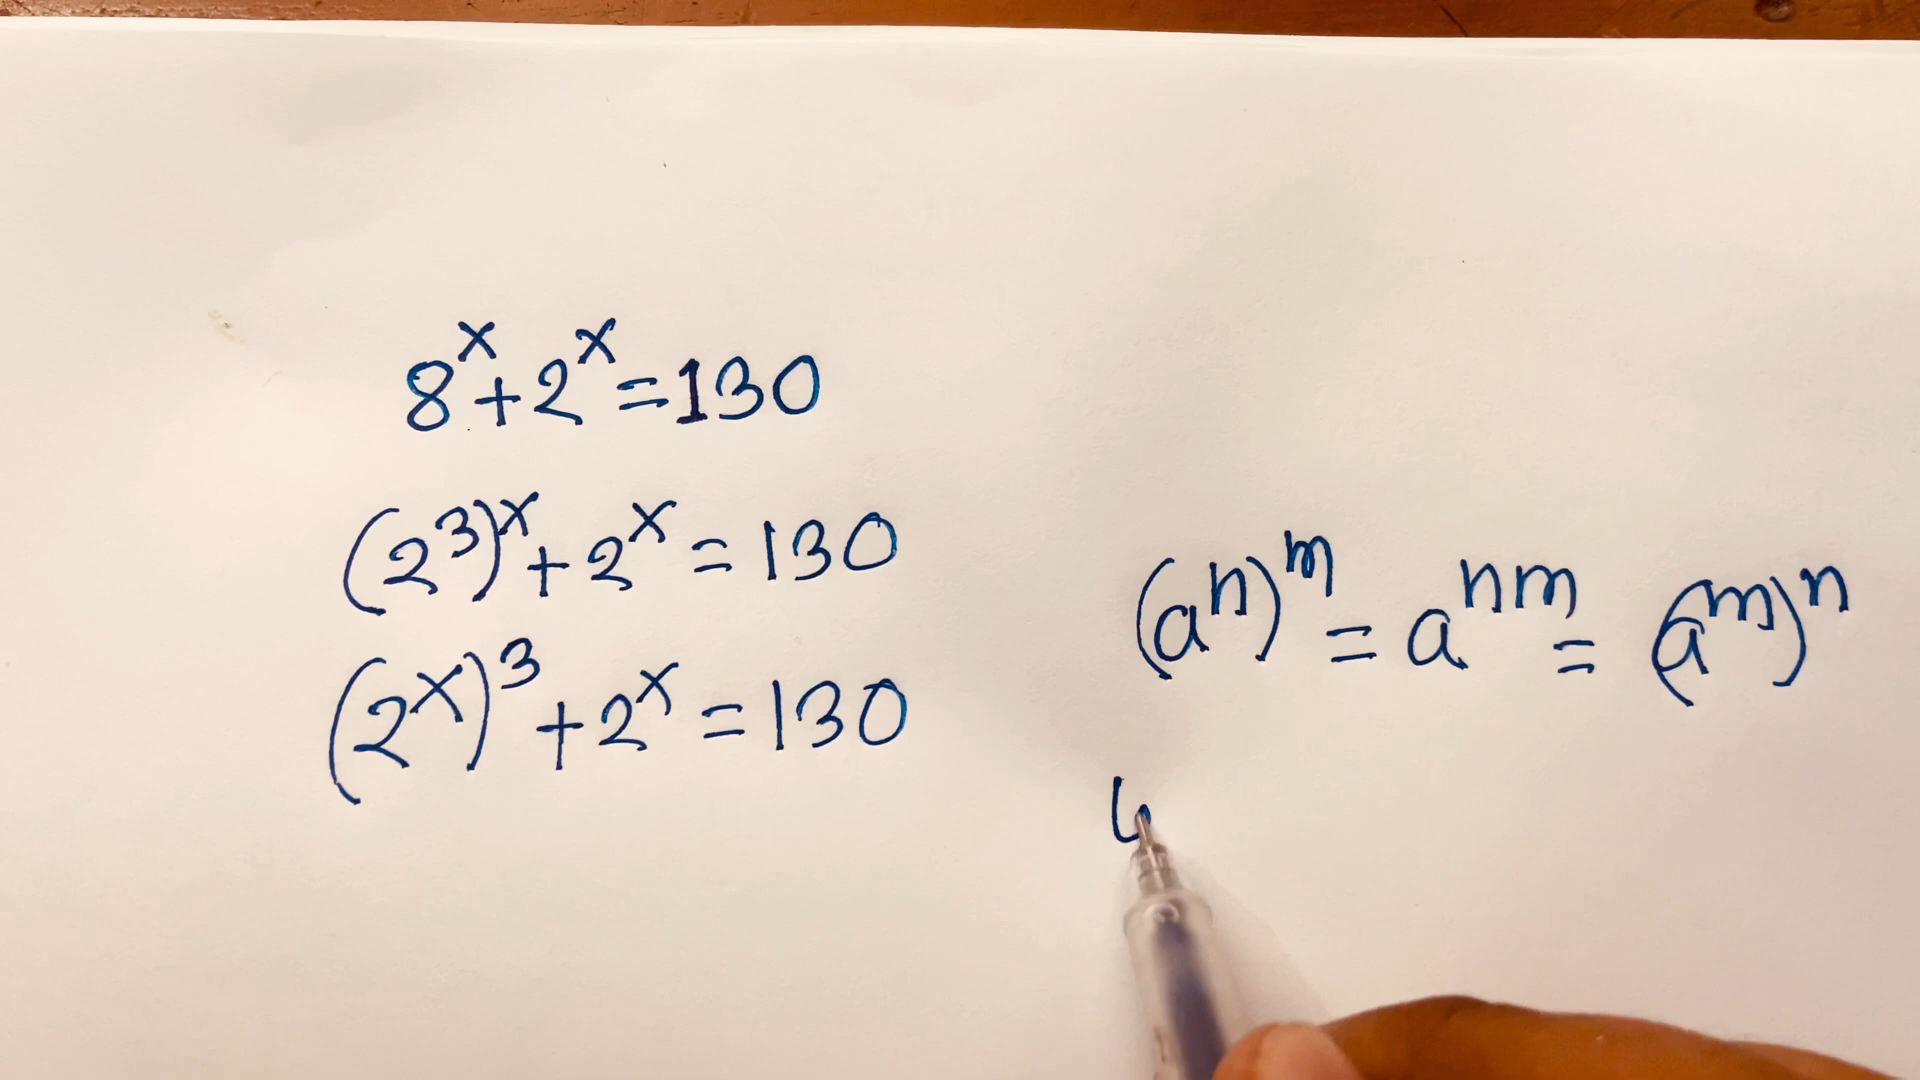 8^x + 2^x = 130
(2^3)^x + 2^x = 130
(a^n)^m = a^nm = (a^m)^n
(2^x)^3 + 2^x = 130